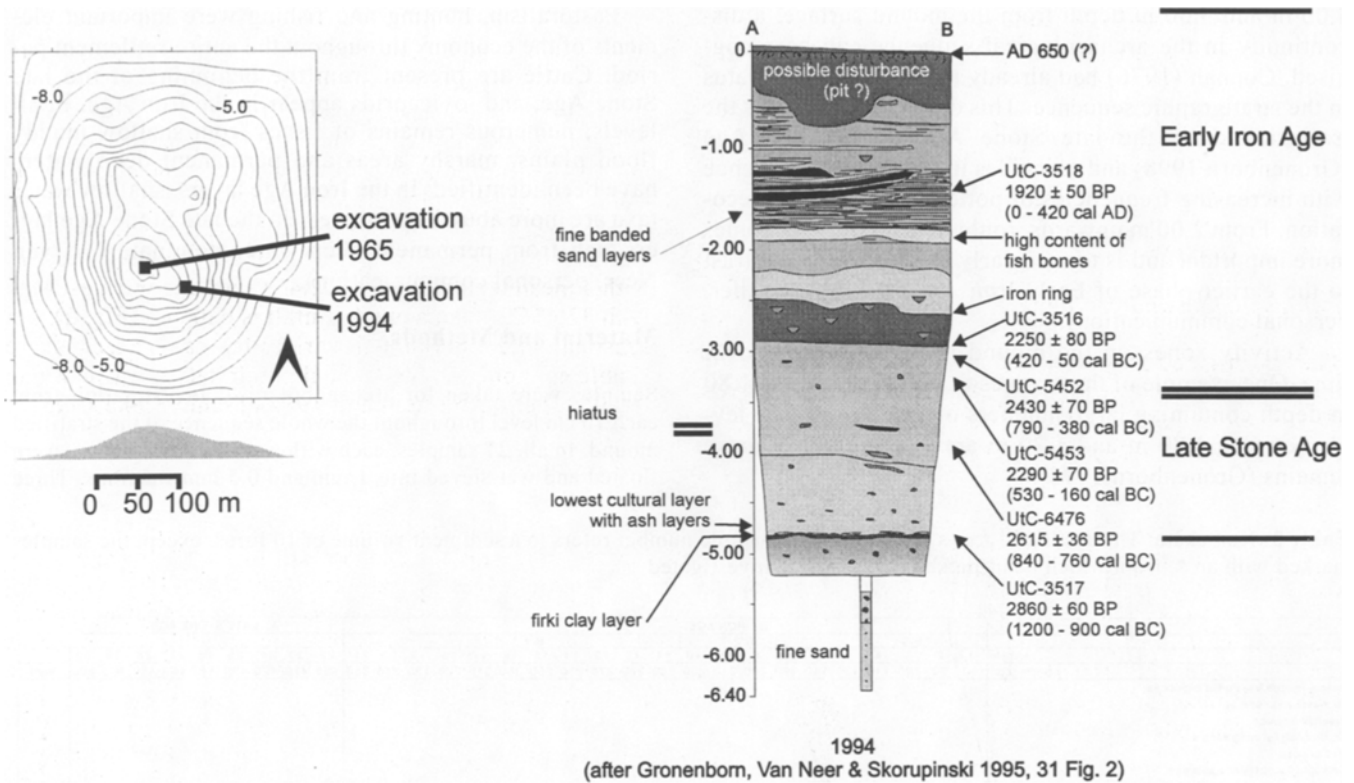 -8.0
-5.0
excavation
1965
excavation
1994
-8.0 -5.0
0 50 100 m
A B
0
-1.00
-2.00
-3.00
-4.00
-5.00
-6.00
-6.40
possible disturbance
(pit ?)
fine banded
sand layers
hiatus
lowest cultural layer
with ash layers
firki clay layer
fine sand
AD 650 (?)
UtC-3518
1920 ± 50 BP
(0 - 420 cal AD)
high content of
fish bones
iron ring
UtC-3516
2250 ± 80 BP
(420 - 50 cal BC)
UtC-5452
2430 ± 70 BP
(790 - 380 cal BC)
UtC-5453
2290 ± 70 BP
(530 - 160 cal BC)
UtC-6476
2615 ± 36 BP
(840 - 760 cal BC)
UtC-3517
2860 ± 60 BP
(1200 - 900 cal BC)
Early Iron Age
Late Stone Age
1994
(after Gronenborn, Van Neer & Skorupinski 1995, 31 Fig. 2)